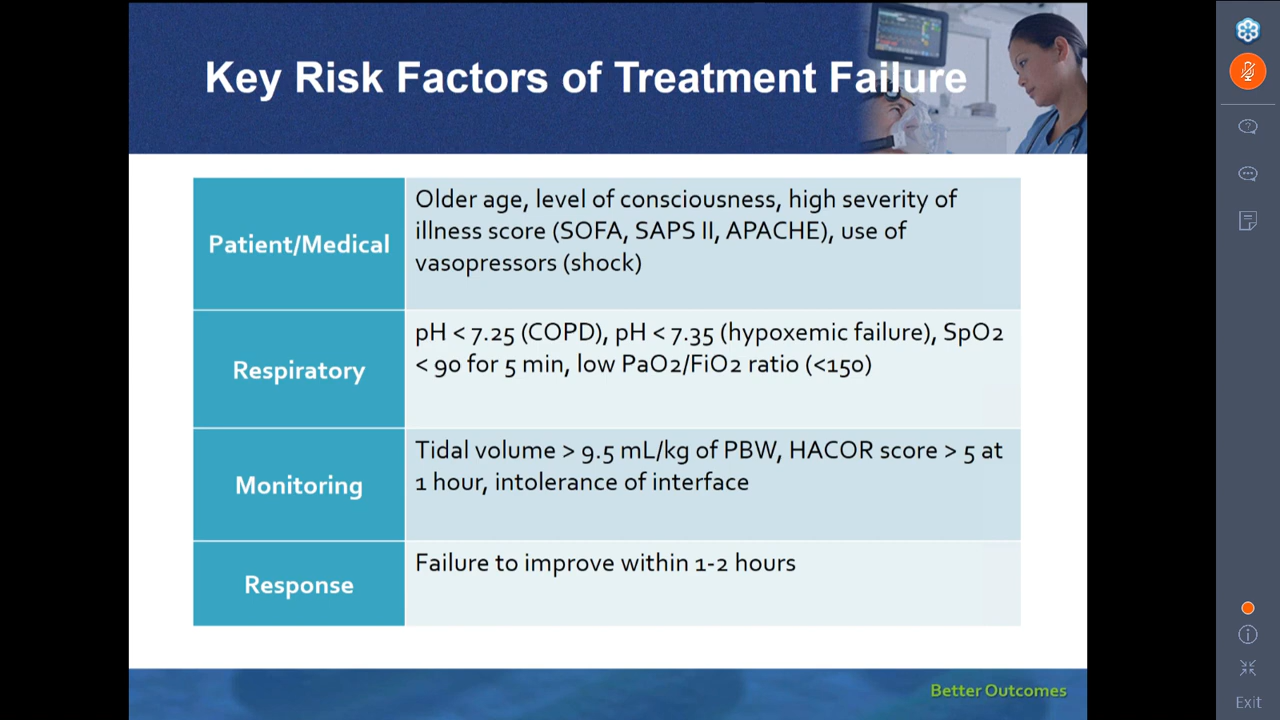 Key Risk Factors of Treatment Failure
Patient/Medical
Older age, level of consciousness, high severity of
illness score (SOFA, SAPS II, APACHE), use of
vasopressors (shock)
Respiratory
pH < 7.25 (COPD), pH < 7.35 (hypoxemic failure), SpO2
< 90 for 5 min, low PaO2/FiO2 ratio (<150)
Monitoring
Tidal volume > 9.5 mL/kg of PBW, HACOR score > 5 at
1 hour, intolerance of interface
Response
Failure to improve within 1-2 hours
Better Outcomes
Exit